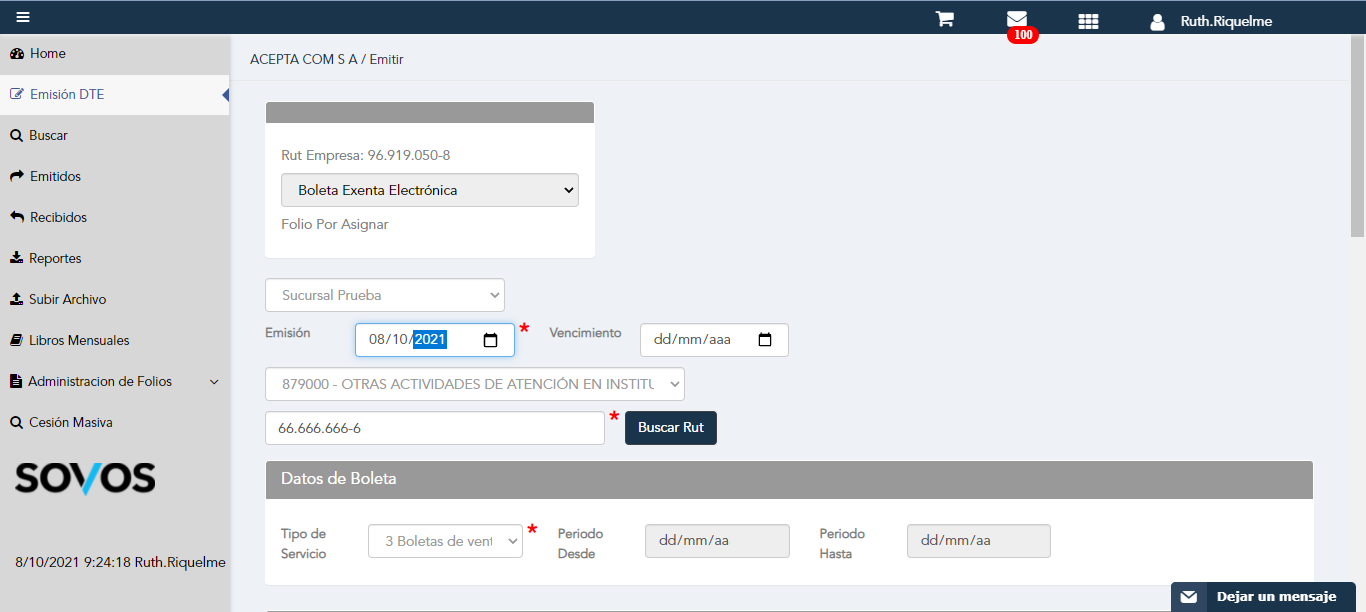 100
Ruth.Riquelme
Home
Emisión DTE
Buscar
Emitidos
Recibidos
Reportes
Subir Archivo
Libros Mensuales
Administracion de Folios
Cesión Masiva
SOVOS
8/10/2021 9:24:18 Ruth.Riquelme
ACEPTA COM S A / Emitir
Rut Empresa: 96.919.050-8
Boleta Exenta Electrónica
Folio Por Asignar
Sucursal Prueba
Emisión 08/10/2021 * Vencimiento dd/mm/aaa
879000 - OTRAS ACTIVIDADES DE ATENCIÓN EN INSTITU
66.666.666-6 * Buscar Rut
Datos de Boleta
Tipo de Servicio 3 Boletas de vent * Periodo Desde dd/mm/aa Periodo Hasta dd/mm/aa
Dejar un mensaje